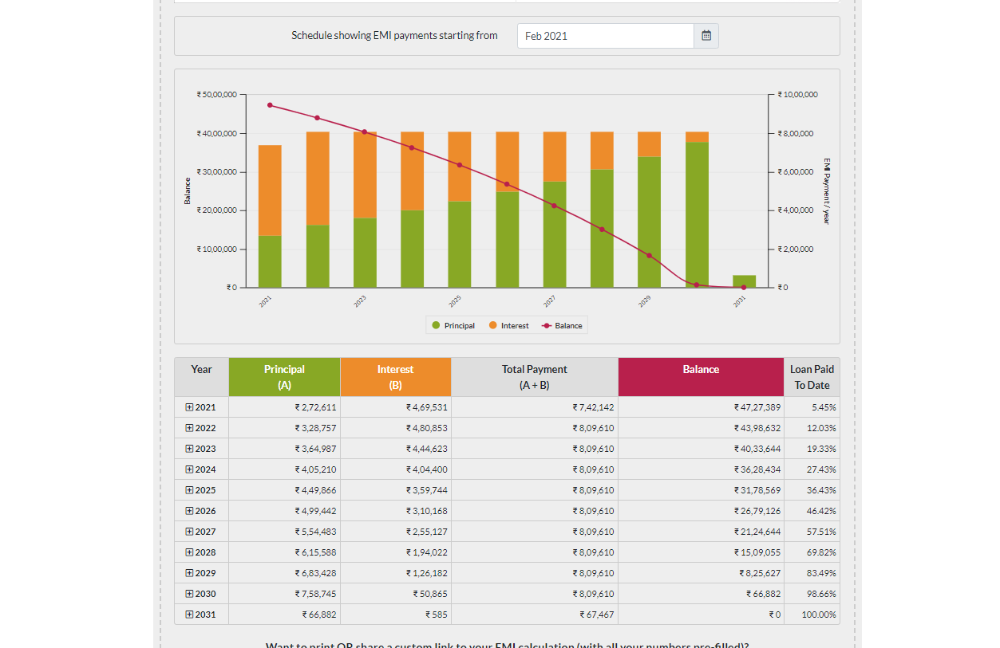 Schedule showing EMI payments starting from Feb 2021
₹ 50,00,000 ₹ 10,00,000
₹ 40,00,000 ₹ 8,00,000
₹ 30,00,000 ₹ 6,00,000
₹ 20,00,000 ₹ 4,00,000
₹ 10,00,000 ₹ 2,00,000
₹ 0 ₹ 0
Balance
EMI Payment / year
2021 2023 2025 2027 2029 2031
Principal Interest Balance
Year Principal Interest Total Payment Balance Loan Paid
(A) (B) (A + B) To Date
2021 ₹ 2,72,611 ₹ 4,69,531 ₹ 7,42,142 ₹ 47,27,389 5.45%
2022 ₹ 3,28,757 ₹ 4,80,853 ₹ 8,09,610 ₹ 43,98,632 12.03%
2023 ₹ 3,64,987 ₹ 4,44,623 ₹ 8,09,610 ₹ 40,33,644 19.33%
2024 ₹ 4,05,210 ₹ 4,04,400 ₹ 8,09,610 ₹ 36,28,434 27.43%
2025 ₹ 4,49,866 ₹ 3,59,744 ₹ 8,09,610 ₹ 31,78,569 36.43%
2026 ₹ 4,99,442 ₹ 3,10,168 ₹ 8,09,610 ₹ 26,79,126 46.42%
2027 ₹ 5,54,483 ₹ 2,55,127 ₹ 8,09,610 ₹ 21,24,644 57.51%
2028 ₹ 6,15,588 ₹ 1,94,022 ₹ 8,09,610 ₹ 15,09,055 69.82%
2029 ₹ 6,83,428 ₹ 1,26,182 ₹ 8,09,610 ₹ 8,25,627 83.49%
2030 ₹ 7,58,745 ₹ 50,865 ₹ 8,09,610 ₹ 66,882 98.66%
2031 ₹ 66,882 ₹ 585 ₹ 67,467 ₹ 0 100.00%
Want to print OR share a custom link to your EMI calculation (with all your numbers pre-filled)?